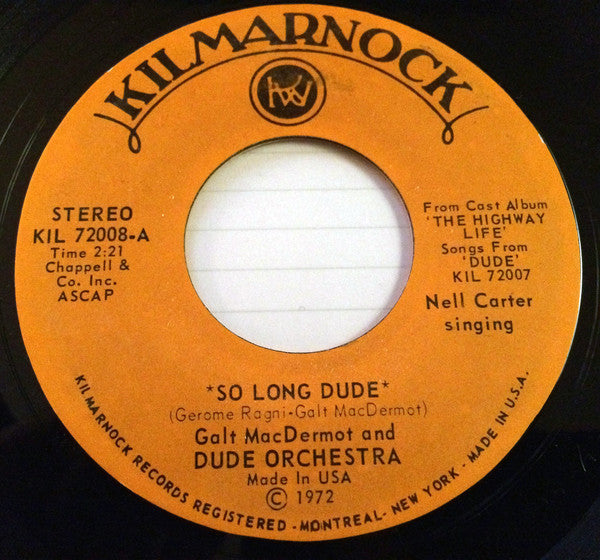 KILMARNOCK
STEREO
KIL 72008-A
Time 2:21
Chappell &
Co. Inc.
ASCAP
From Cast Album
'THE HIGHWAY
LIFE'
Songs From
'DUDE'
KIL 72007
Nell Carter
singing
*SO LONG DUDE*
(Gerome Ragni-Galt MacDermot)
Galt MacDermot and
DUDE ORCHESTRA
Made In USA
© 1972
KILMARNOCK RECORDS REGISTERED - MONTREAL - NEW YORK - MADE IN U.S.A.